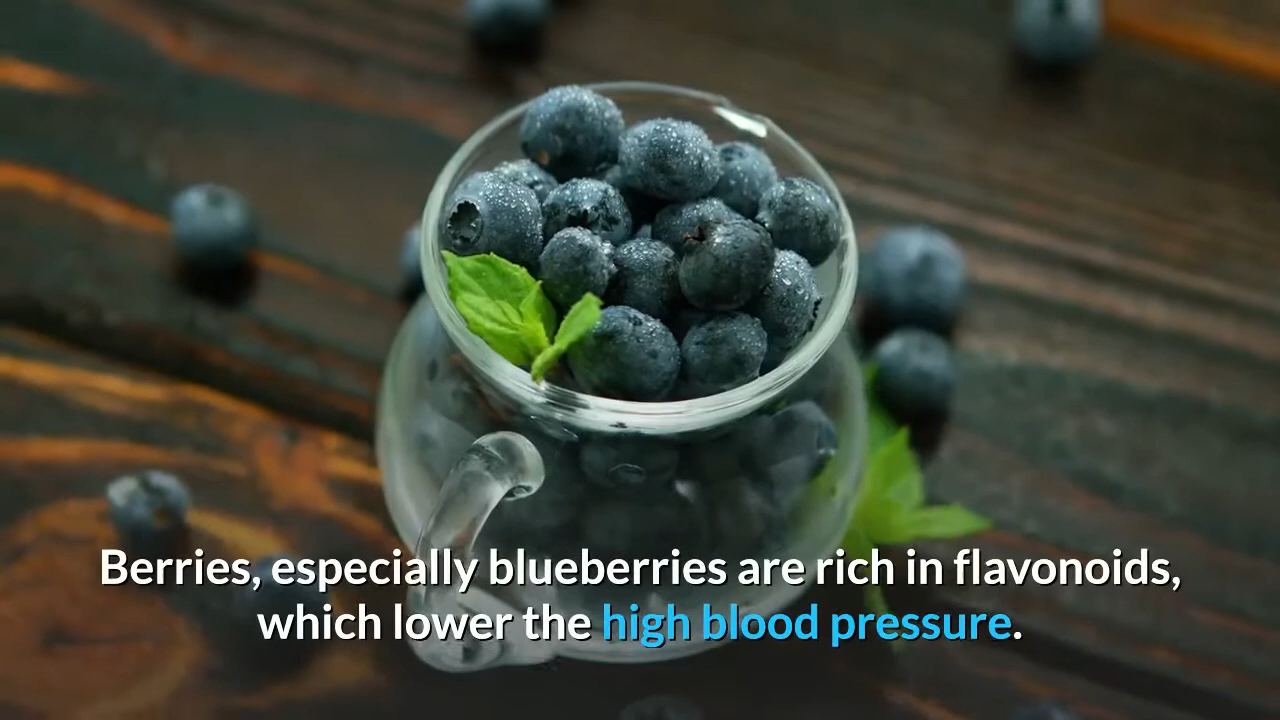 Berries, especially blueberries are rich in flavonoids,
which lower the high blood pressure.